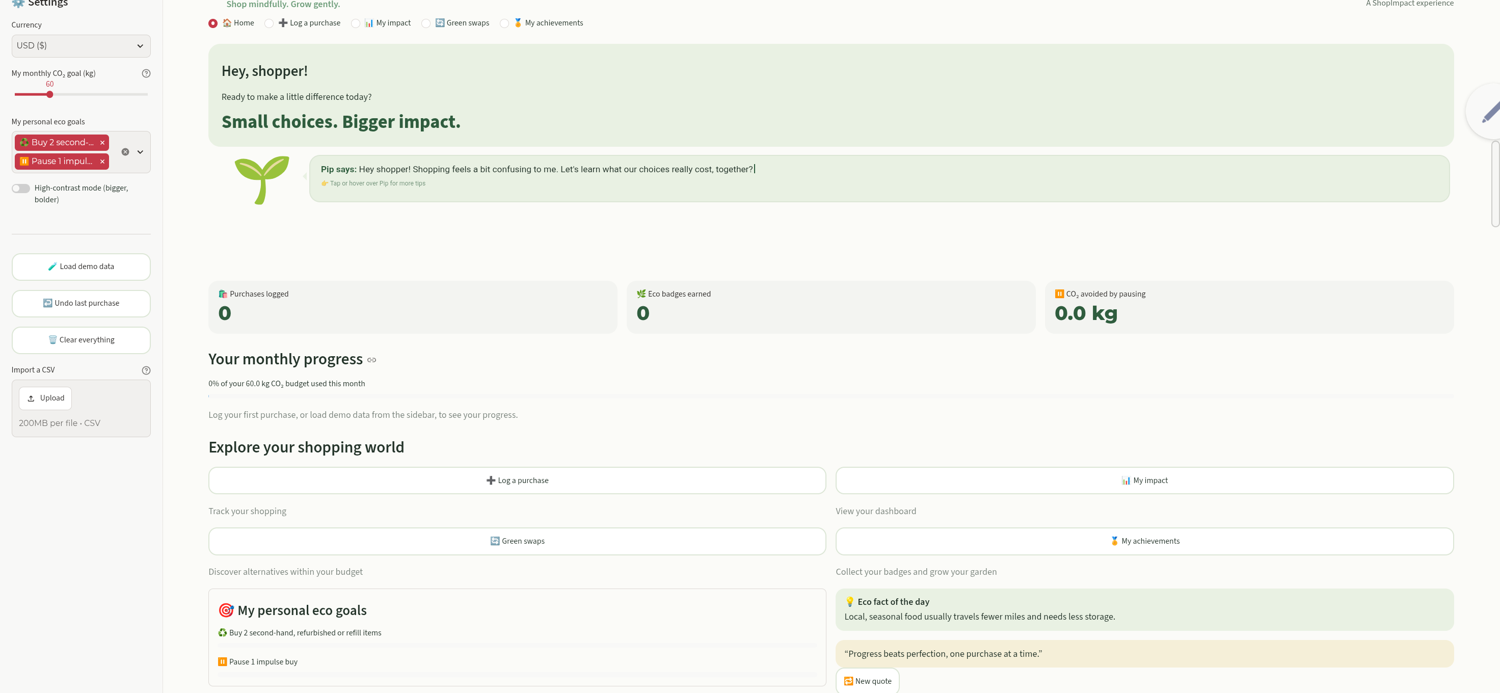 Settings
Currency
USD ($)
My monthly CO₂ goal (kg)
60
My personal eco goals
Buy 2 second-...
Pause 1 impul...
High-contrast mode (bigger,
bolder)
Load demo data
Undo last purchase
Clear everything
Import a CSV
Upload
200MB per file • CSV
Shop mindfully. Grow gently.
A ShopImpact experience
Home
Log a purchase
My impact
Green swaps
My achievements
Hey, shopper!
Ready to make a little difference today?
Small choices. Bigger impact.
Pip says: Hey shopper! Shopping feels a bit confusing to me. Let's learn what our choices really cost, together?
Tap or hover over Pip for more tips
Purchases logged
0
Eco badges earned
0
CO₂ avoided by pausing
0.0 kg
Your monthly progress
0% of your 60.0 kg CO₂ budget used this month
Log your first purchase, or load demo data from the sidebar, to see your progress.
Explore your shopping world
Log a purchase
My impact
Track your shopping
View your dashboard
Green swaps
My achievements
Discover alternatives within your budget
Collect your badges and grow your garden
My personal eco goals
Buy 2 second-hand, refurbished or refill items
Pause 1 impulse buy
Eco fact of the day
Local, seasonal food usually travels fewer miles and needs less storage.
“Progress beats perfection, one purchase at a time.”
New quote